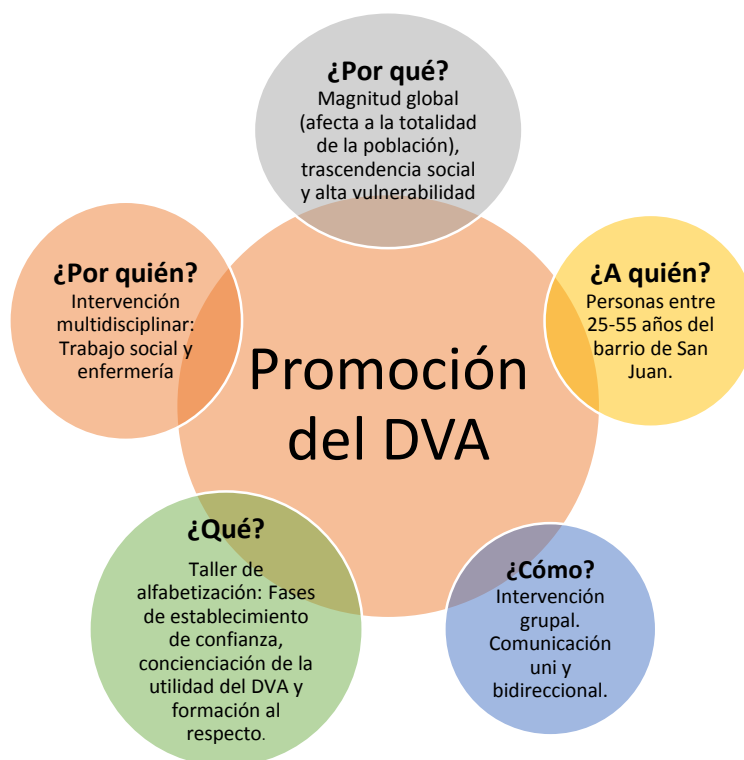 ¿Por qué?
Magnitud global
(afecta a la totalidad
de la población),
trascendencia social
y alta vulnerabilidad
¿Por quién?
Intervención
multidisciplinar:
Trabajo social y
enfermería
¿A quién?
Personas entre
25-55 años del
barrio de San
Juan.
Promoción
del DVA
¿Qué?
Taller de
alfabetización: Fases
de establecimiento
de confianza,
concienciación de la
utilidad del DVA y
formación al
respecto.
¿Cómo?
Intervención
grupal.
Comunicación
uni y
bidireccional.